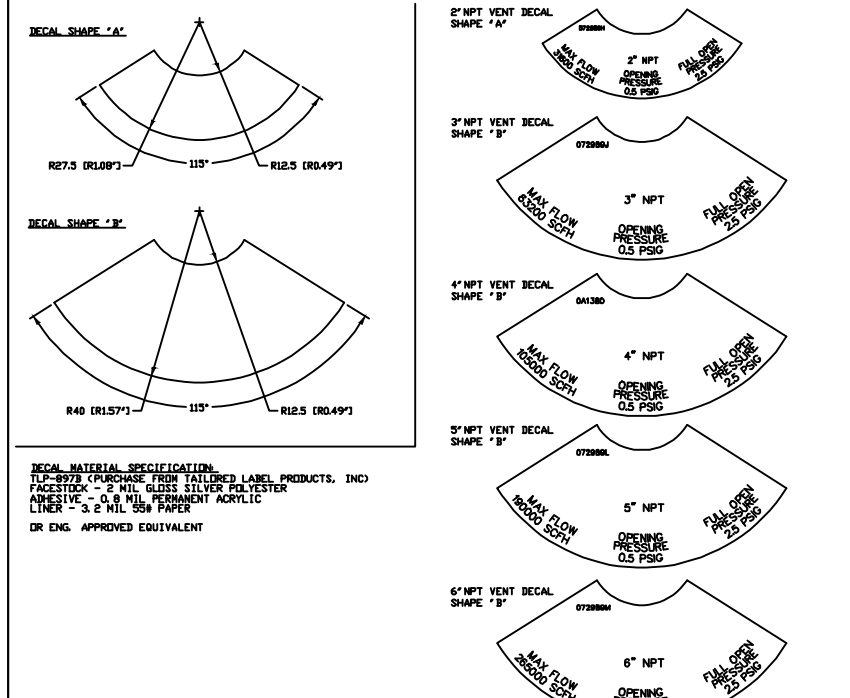 DECAL SHAPE "A"
R27.5 [R1.08"]
115°
R12.5 [R0.49"]
DECAL SHAPE "B"
R40 [R1.57"]
115°
R12.5 [R0.49"]
DECAL MATERIAL SPECIFICATION:
TLP-897B (PURCHASE FROM TAILORED LABEL PRODUCTS, INC)
FACESTOCK - 2 MIL GLOSS SILVER POLYESTER
ADHESIVE - 0.8 MIL PERMANENT ACRYLIC
LINER - 3.2 MIL 55# PAPER
OR ENG. APPROVED EQUIVALENT
2" NPT VENT DECAL
SHAPE "A"
MAX FLOW
31600 SCFH
2" NPT
OPENING
PRESSURE
0.5 PSIG
FULL OPEN
PRESSURE
2.5 PSIG
3" NPT VENT DECAL
SHAPE "B"
072989J
MAX FLOW
63200 SCFH
3" NPT
OPENING
PRESSURE
0.5 PSIG
FULL OPEN
PRESSURE
2.5 PSIG
4" NPT VENT DECAL
SHAPE "B"
0A138D
MAX FLOW
105000 SCFH
4" NPT
OPENING
PRESSURE
0.5 PSIG
FULL OPEN
PRESSURE
2.5 PSIG
5" NPT VENT DECAL
SHAPE "B"
072989L
MAX FLOW
190000 SCFH
5" NPT
OPENING
PRESSURE
0.5 PSIG
FULL OPEN
PRESSURE
2.5 PSIG
6" NPT VENT DECAL
SHAPE "B"
072989M
MAX FLOW
265000 SCFH
6" NPT
OPENING
FULL OPEN
PRESSURE
2.5 PSIG